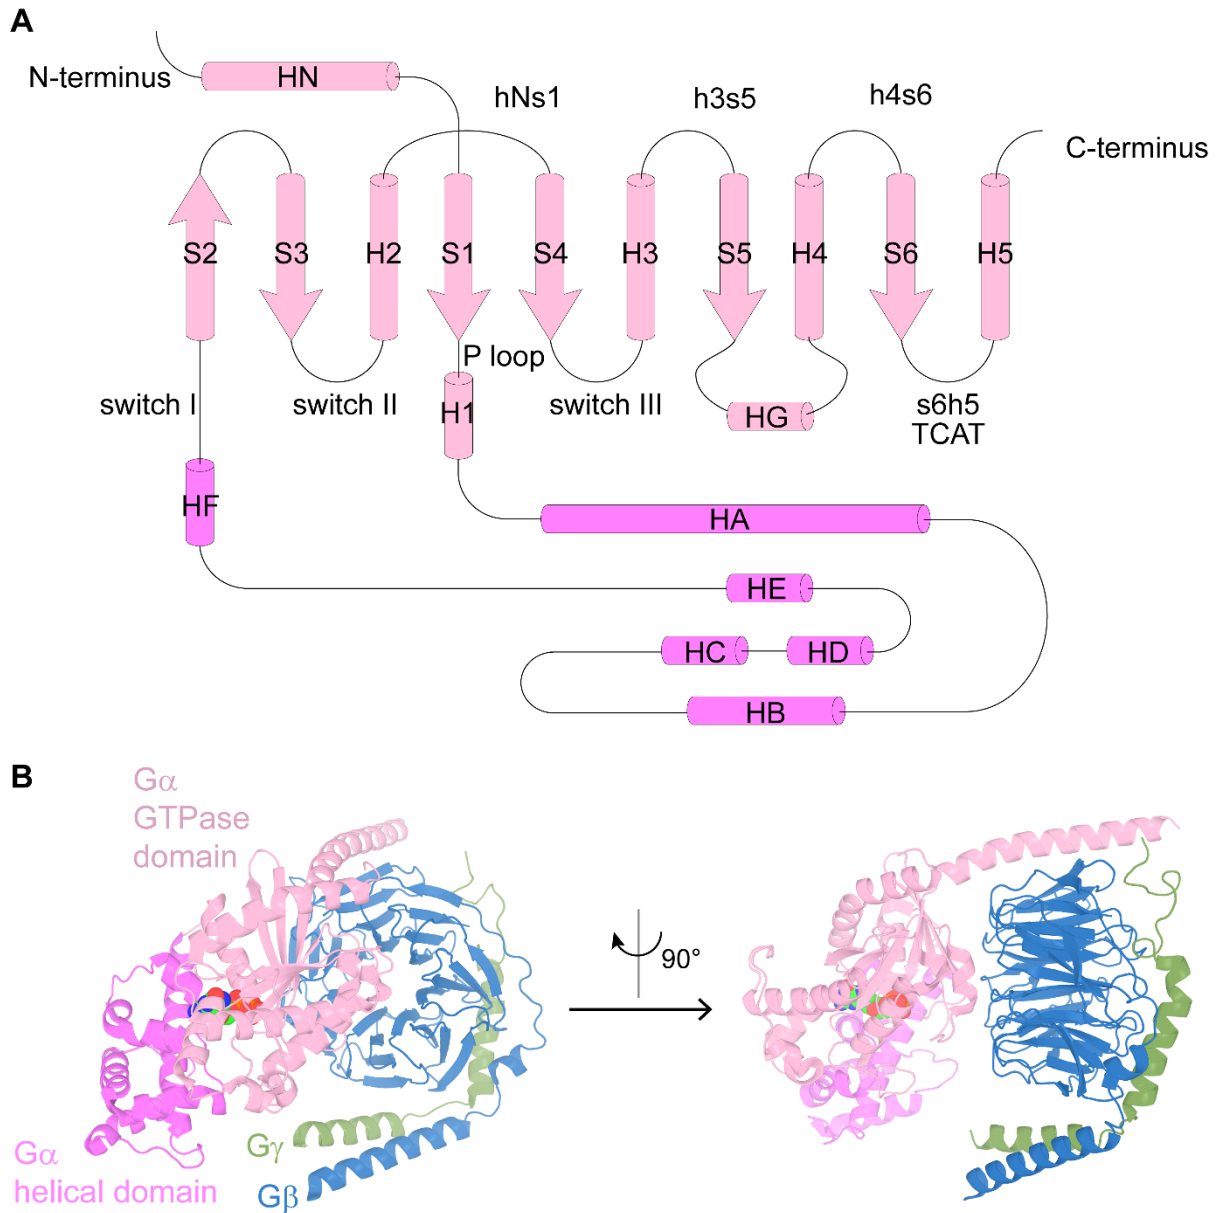 A
N-terminus
HN
hNs1
h3s5
h4s6
C-terminus
S2
S3
H2
S1
S4
H3
S5
H4
S6
H5
P loop
switch I
switch II
H1
switch III
HG
s6h5
TCAT
HF
HA
HE
HC
HD
HB
B
Gα
GTPase
domain
90°
Gγ
Gα
helical domain
Gβ